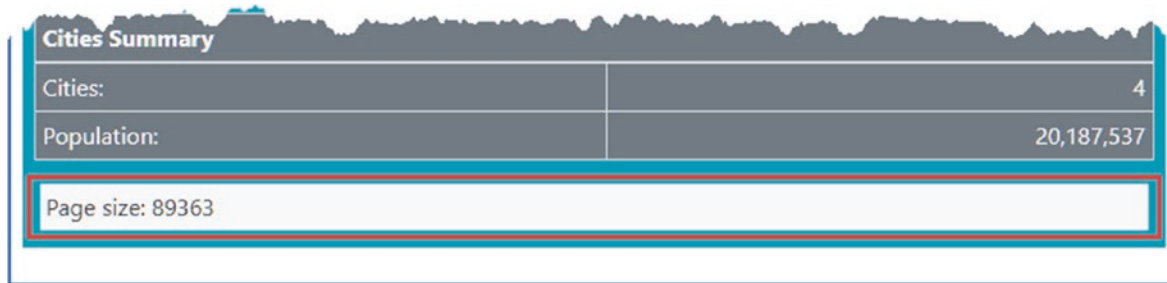 Cities Summary
Cities: 4
Population: 20,187,537
Page size: 89363